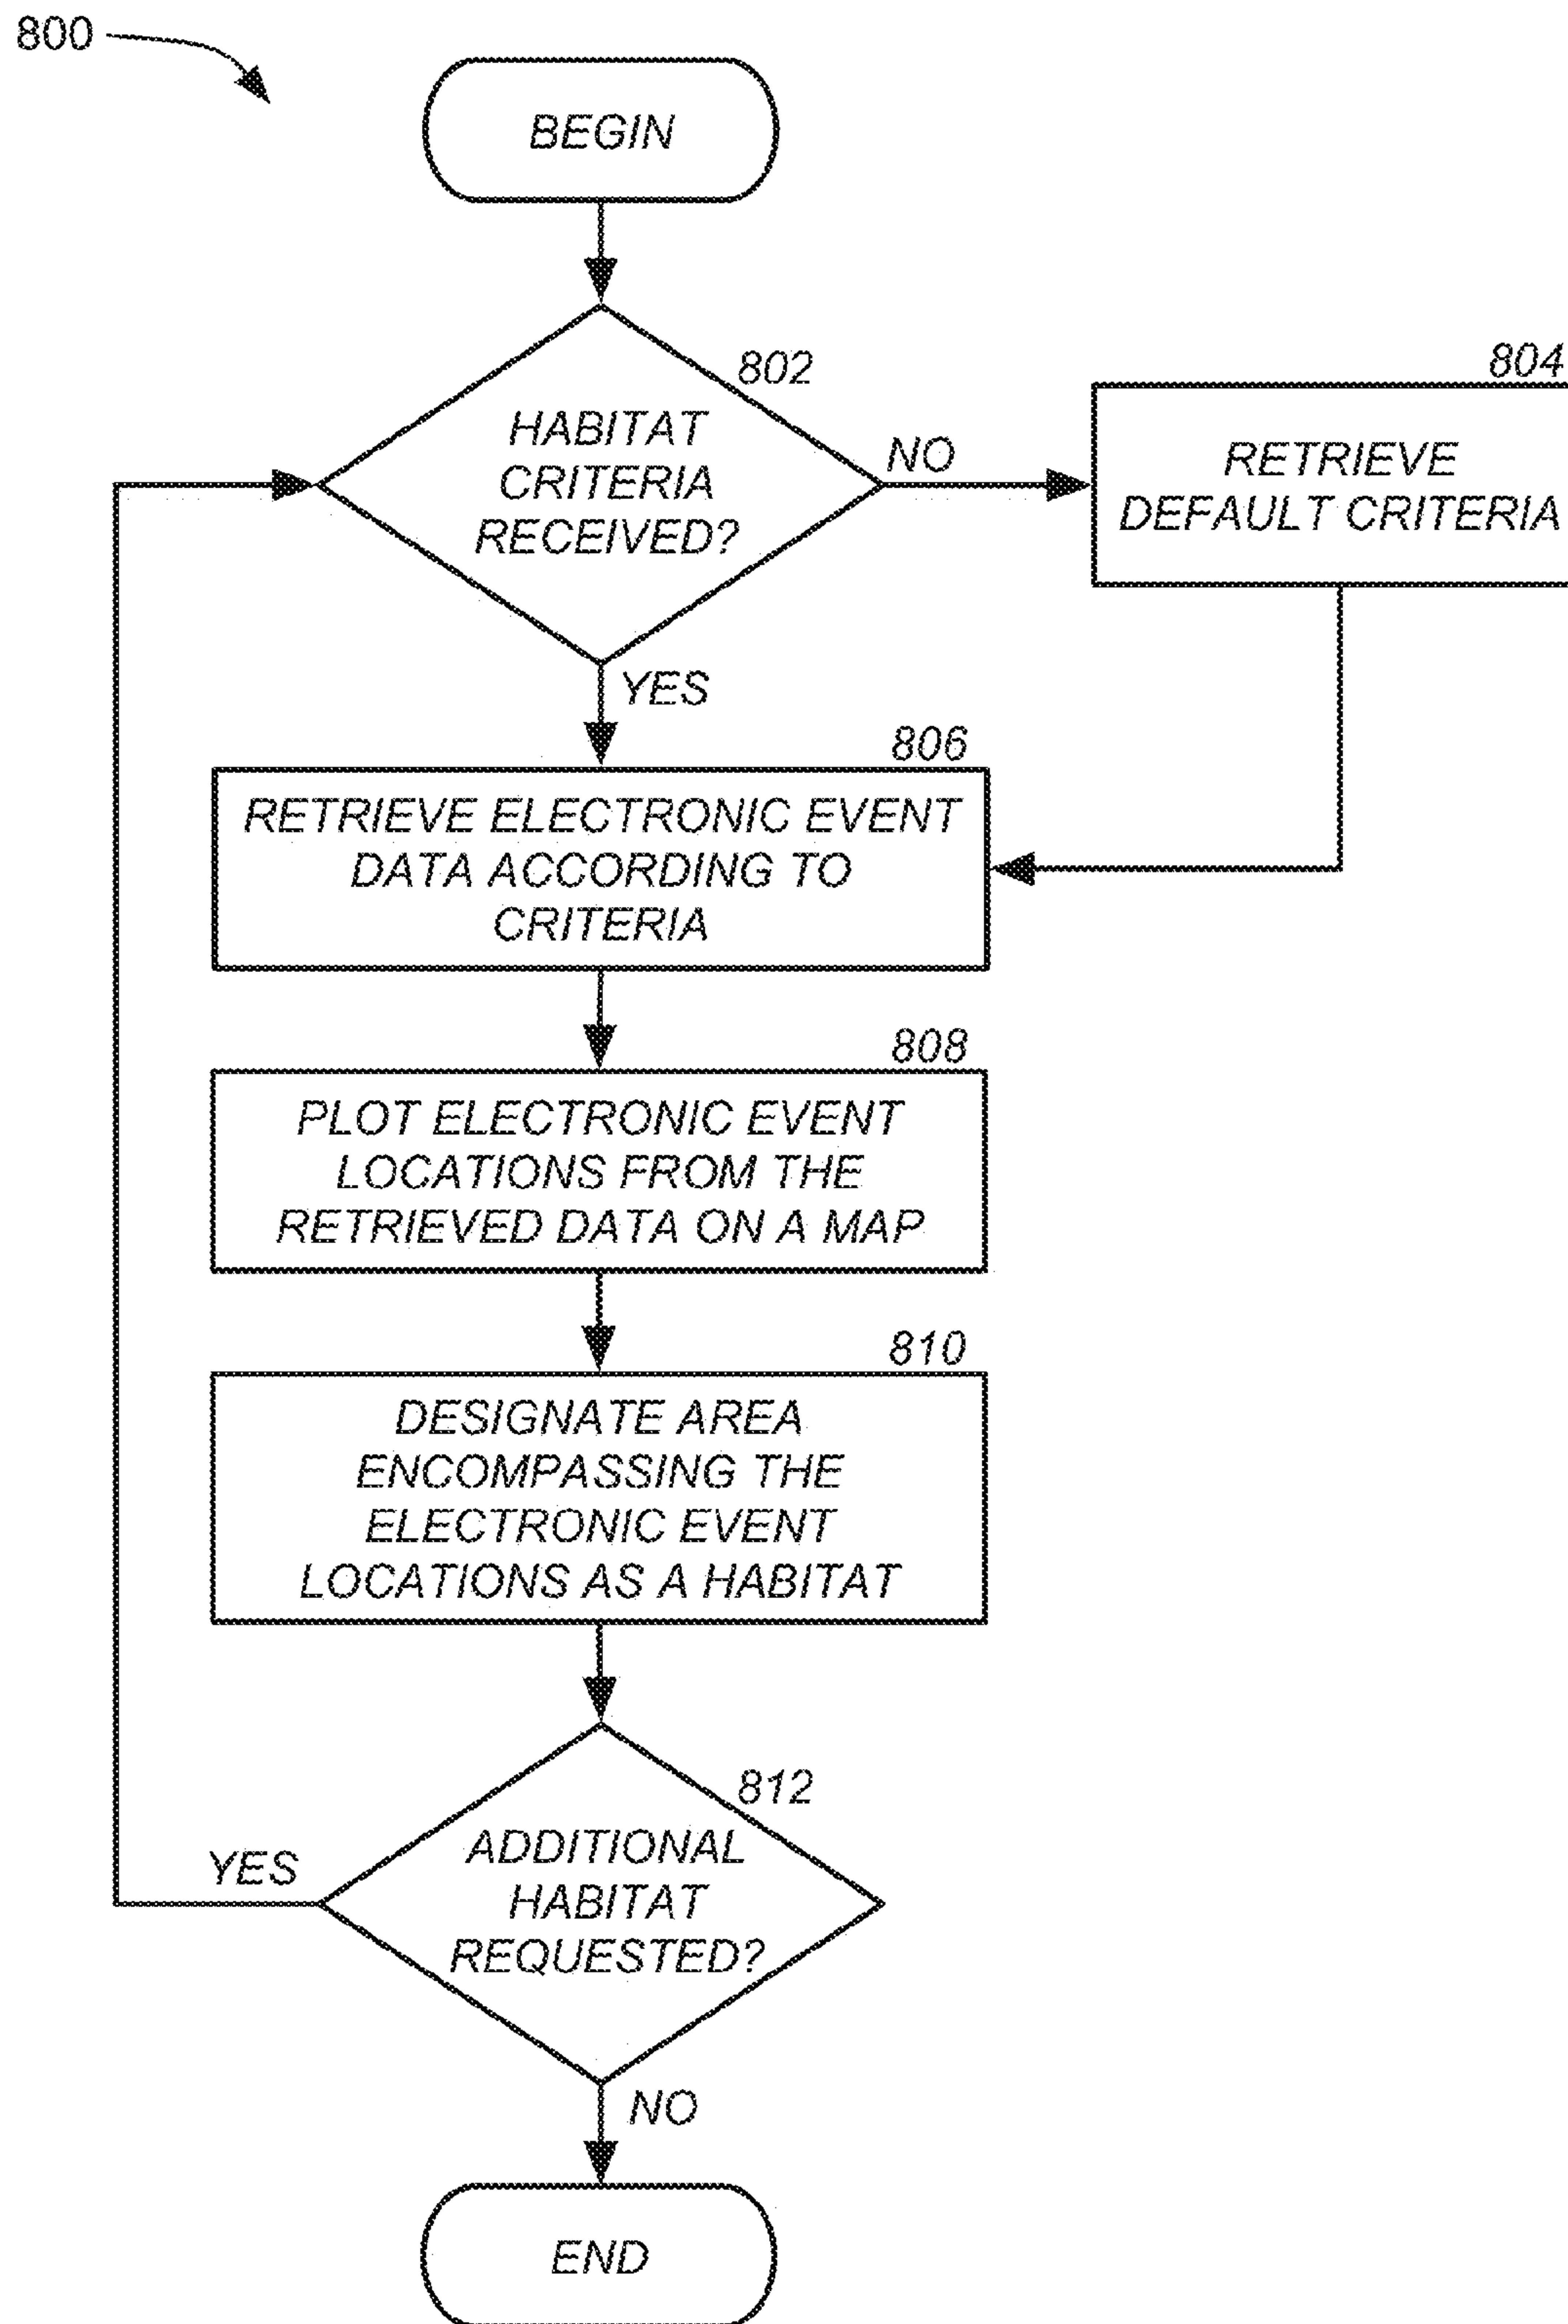 800
BEGIN
802
HABITAT
CRITERIA
RECEIVED?
NO
804
RETRIEVE
DEFAULT CRITERIA
YES
806
RETRIEVE ELECTRONIC EVENT
DATA ACCORDING TO
CRITERIA
808
PLOT ELECTRONIC EVENT
LOCATIONS FROM THE
RETRIEVED DATA ON A MAP
810
DESIGNATE AREA
ENCOMPASSING THE
ELECTRONIC EVENT
LOCATIONS AS A HABITAT
812
ADDITIONAL
HABITAT
REQUESTED?
YES
NO
END